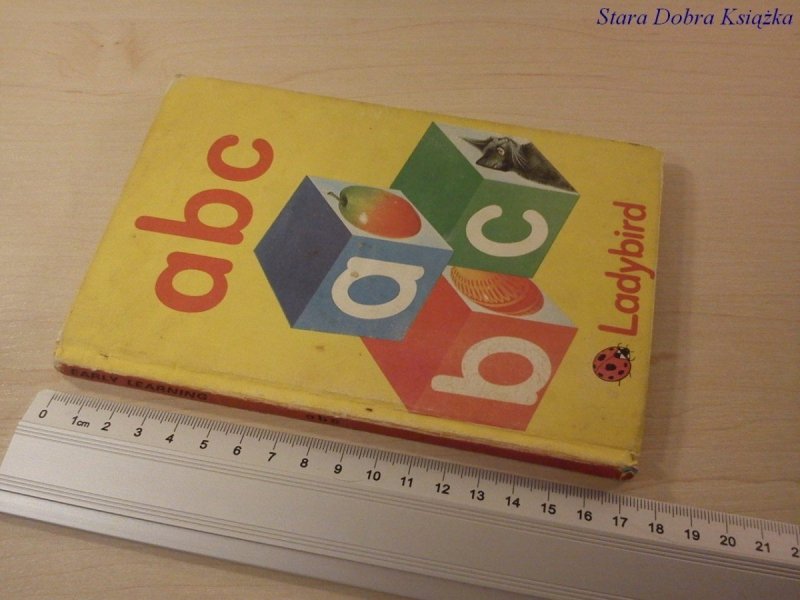 Stara Dobra Książka
abc
a
c
b
Ladybird
EARLY LEARNING
abc
0 1cm 2 3 4 5 6 7 8 9 10 11 12 13 14 15 16 17 18 19 20 21